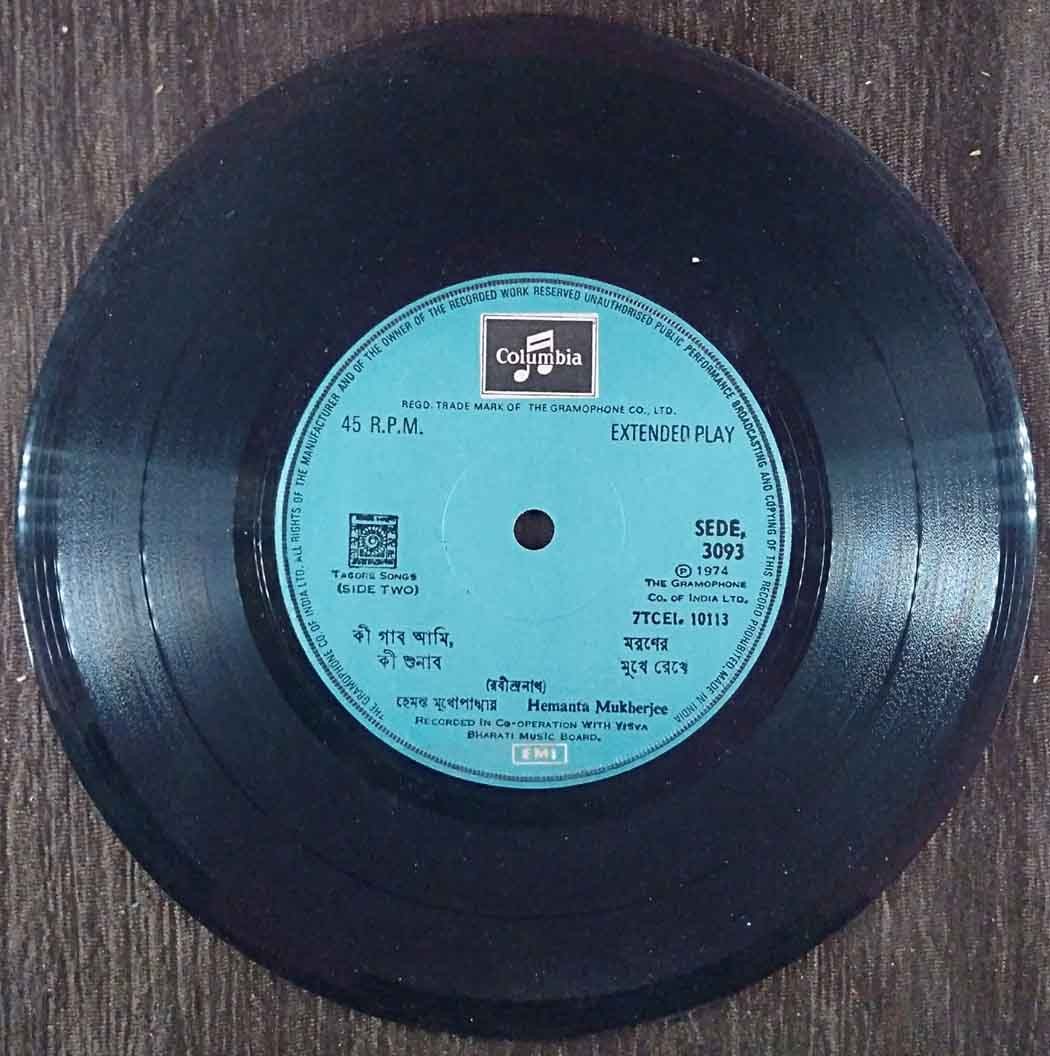 THE GRAMOPHONE CO. OF INDIA LTD. ALL RIGHTS OF THE MANUFACTURER AND OF THE OWNER OF THE RECORDED WORK RESERVED UNAUTHORISED PUBLIC PERFORMANCE BROADCASTING AND COPYING OF THIS RECORD PROHIBITED. MADE IN INDIA
Columbia
REGD. TRADE MARK OF THE GRAMOPHONE CO., LTD.
45 R.P.M.
EXTENDED PLAY
SEDE.
3093
Ⓟ 1974
THE GRAMOPHONE
CO. OF INDIA LTD.
7TCEI. 10113
TAGORE SONGS
(SIDE TWO)
কী গাব আমি,
কী শুনাব
মরণের
মুখে রেখে
(রবীন্দ্রনাথ)
হেমন্ত মুখোপাধ্যায় Hemanta Mukherjee
RECORDED IN CO-OPERATION WITH VISVA
BHARATI MUSIC BOARD.
EMI